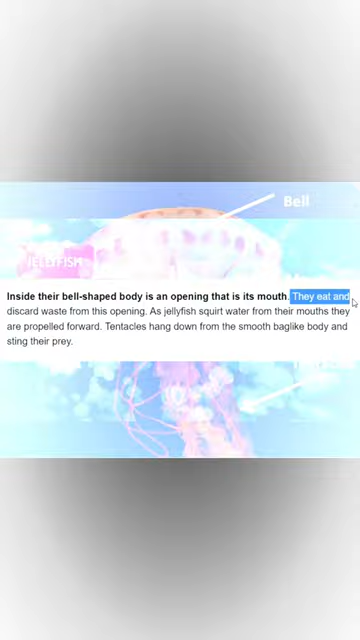 Bell
JELLYFISH
Inside their bell-shaped body is an opening that is its mouth. They eat and
discard waste from this opening. As jellyfish squirt water from their mouths they
are propelled forward. Tentacles hang down from the smooth baglike body and
sting their prey.